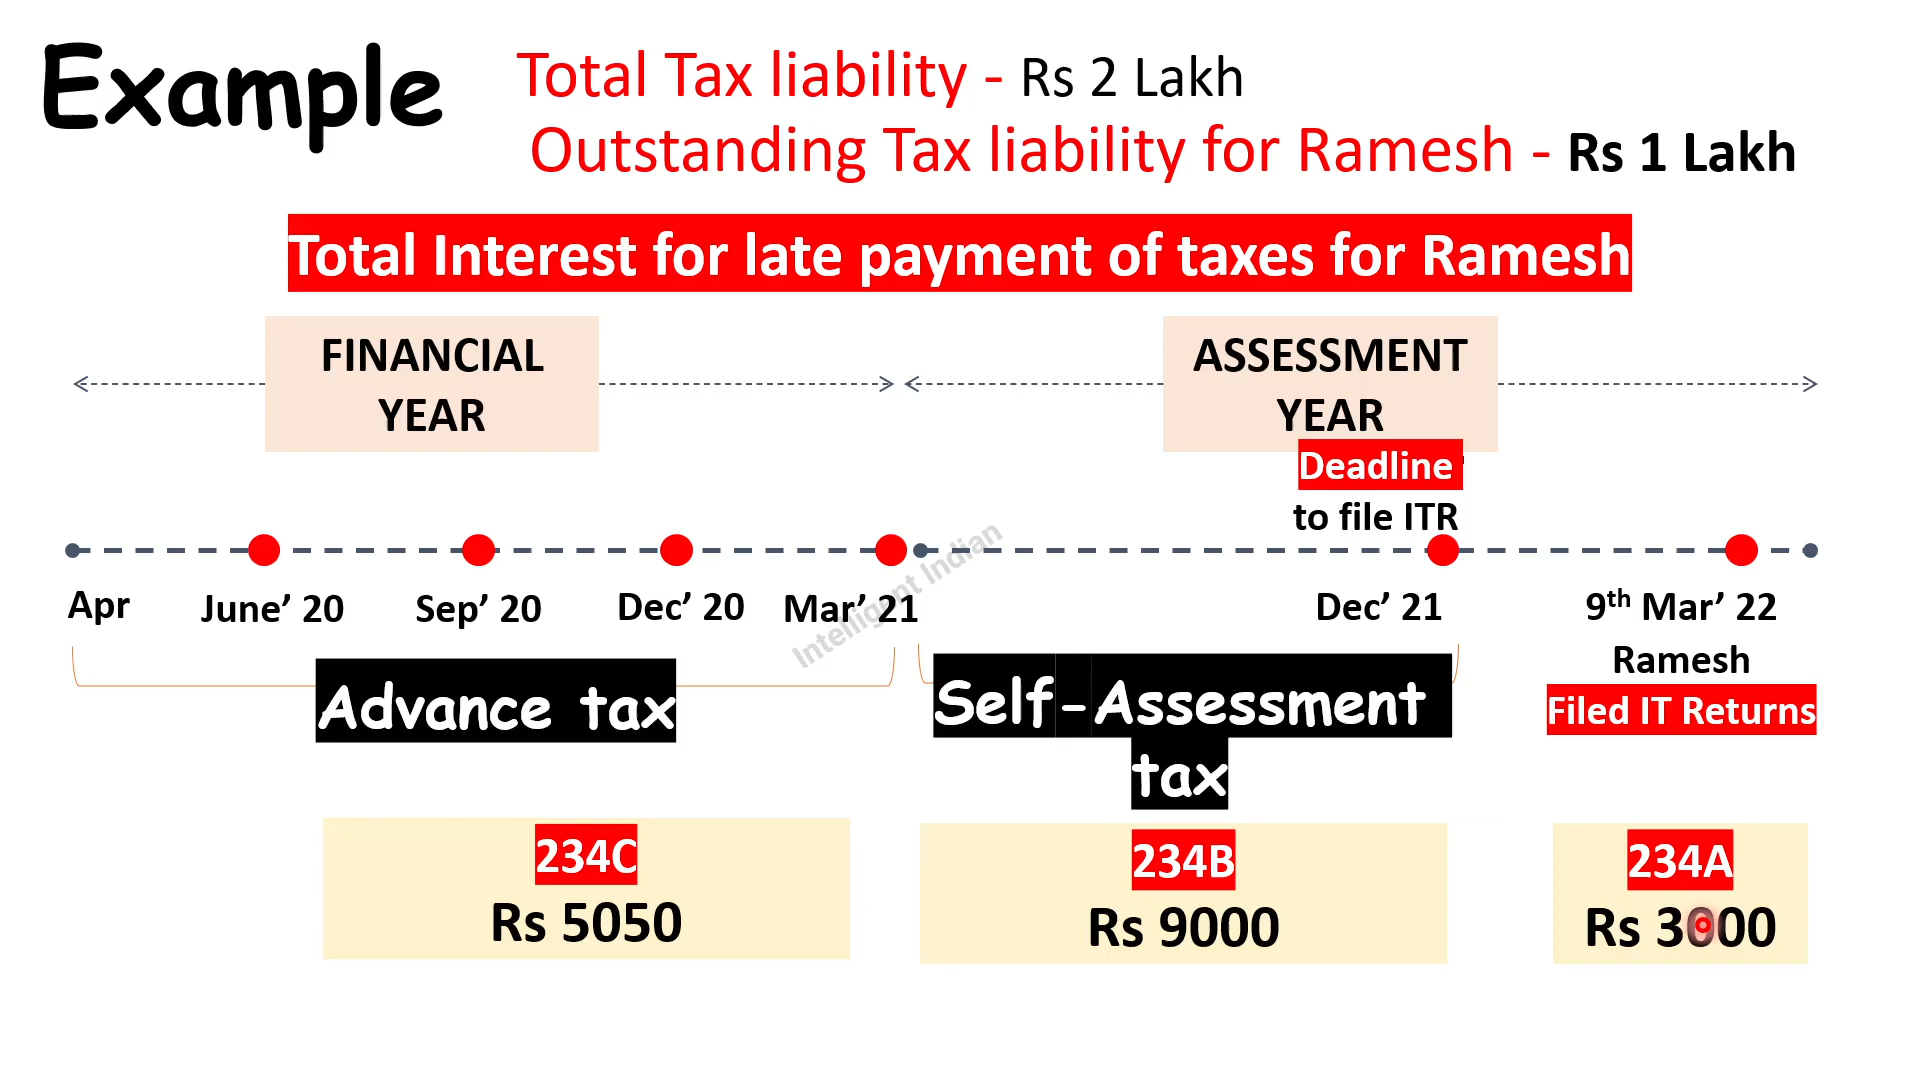 Example
Total Tax liability - Rs 2 Lakh
Outstanding Tax liability for Ramesh - Rs 1 Lakh
Total Interest for late payment of taxes for Ramesh
FINANCIAL
YEAR
ASSESSMENT
YEAR
Deadline
to file ITR
Apr
June’ 20
Sep’ 20
Dec’ 20
Mar’ 21
Dec’ 21
9th Mar’ 22
Ramesh
Filed IT Returns
Intelligent Indian
Advance tax
Self-Assessment
tax
234C
Rs 5050
234B
Rs 9000
234A
Rs 3000